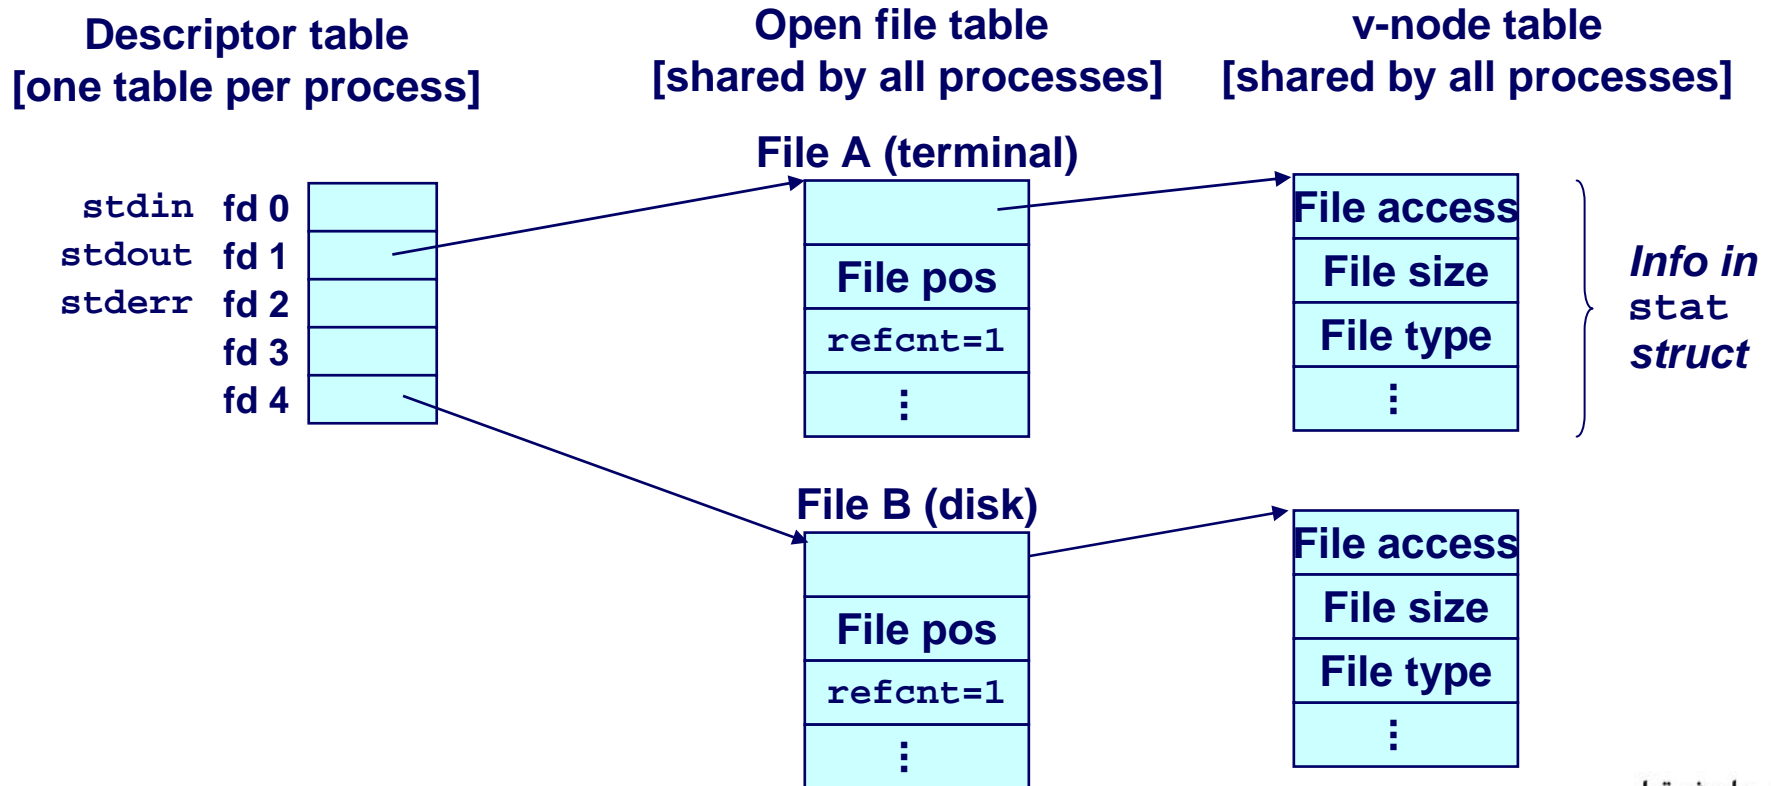 Descriptor table
[one table per process]
Open file table
[shared by all processes]
v-node table
[shared by all processes]
stdin fd 0
stdout fd 1
stderr fd 2
fd 3
fd 4
File A (terminal)
File pos
refcnt=1
⋮
File access
File size
File type
⋮
Info in
stat
struct
File B (disk)
File pos
refcnt=1
⋮
File access
File size
File type
⋮